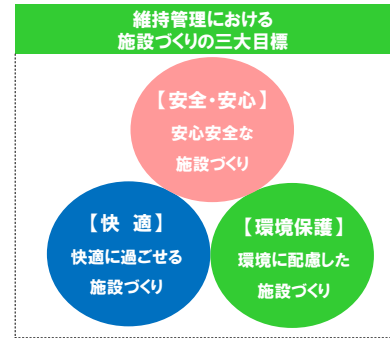 維持管理における
施設づくりの三大目標
【安全・安心】
安心安全な
施設づくり
【快 適】
快適に過ごせる
施設づくり
【環境保護】
環境に配慮した
施設づくり